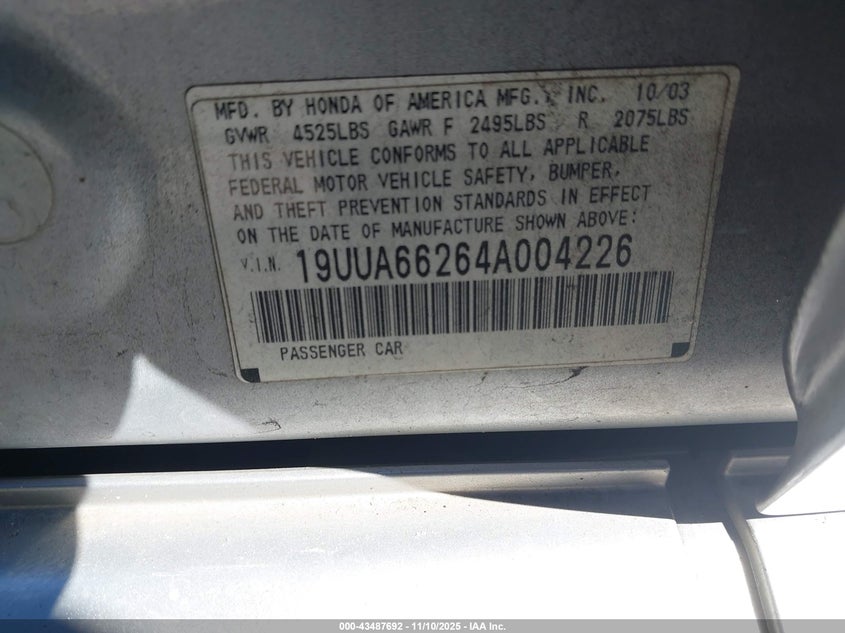 MFD. BY HONDA OF AMERICA MFG., INC. 10/03
GVWR 4525LBS GAWR F 2495LBS R 2075LBS
THIS VEHICLE CONFORMS TO ALL APPLICABLE
FEDERAL MOTOR VEHICLE SAFETY, BUMPER,
AND THEFT PREVENTION STANDARDS IN EFFECT
ON THE DATE OF MANUFACTURE SHOWN ABOVE:
V.I.N. 19UUA66264A004226
PASSENGER CAR
000-43487692 - 11/10/2025 - IAA Inc.